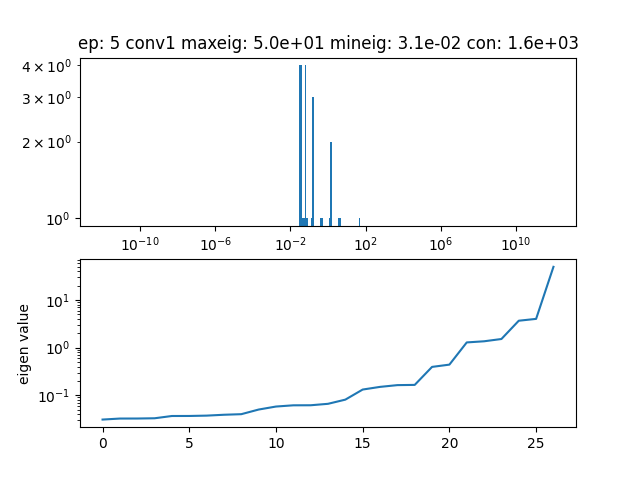 ep: 5 conv1 maxeig: 5.0e+01 mineig: 3.1e-02 con: 1.6e+03
4 × 10⁰
3 × 10⁰
2 × 10⁰
10⁰
10⁻¹⁰ 10⁻⁶ 10⁻² 10² 10⁶ 10¹⁰
eigen value
10¹
10⁰
10⁻¹
0 5 10 15 20 25